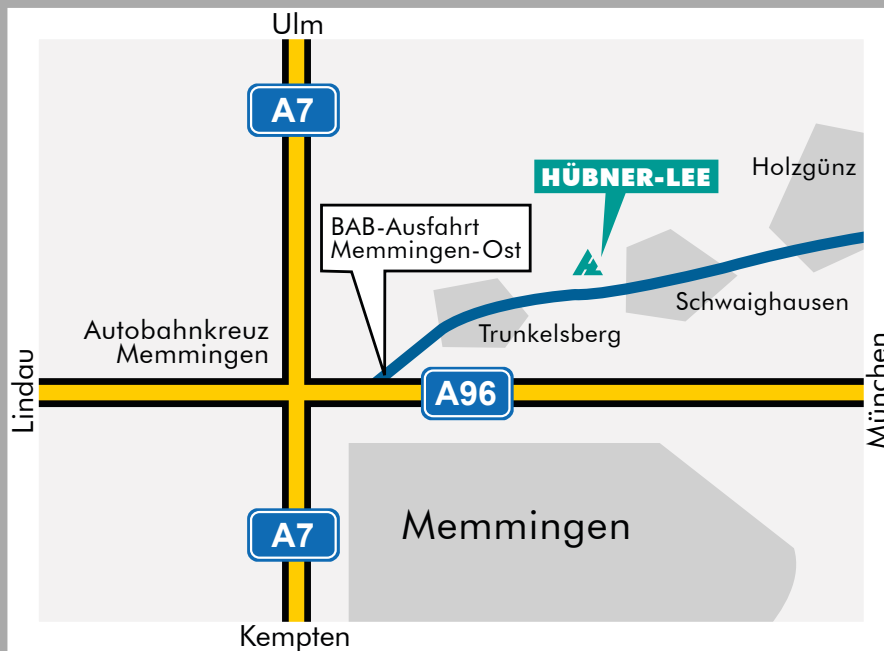 Ulm
A7
HÜBNER-LEE
Holzgünz
BAB-Ausfahrt
Memmingen-Ost
Schwaighausen
Trunkelsberg
Autobahnkreuz
Memmingen
Lindau
A96
München
Memmingen
A7
Kempten